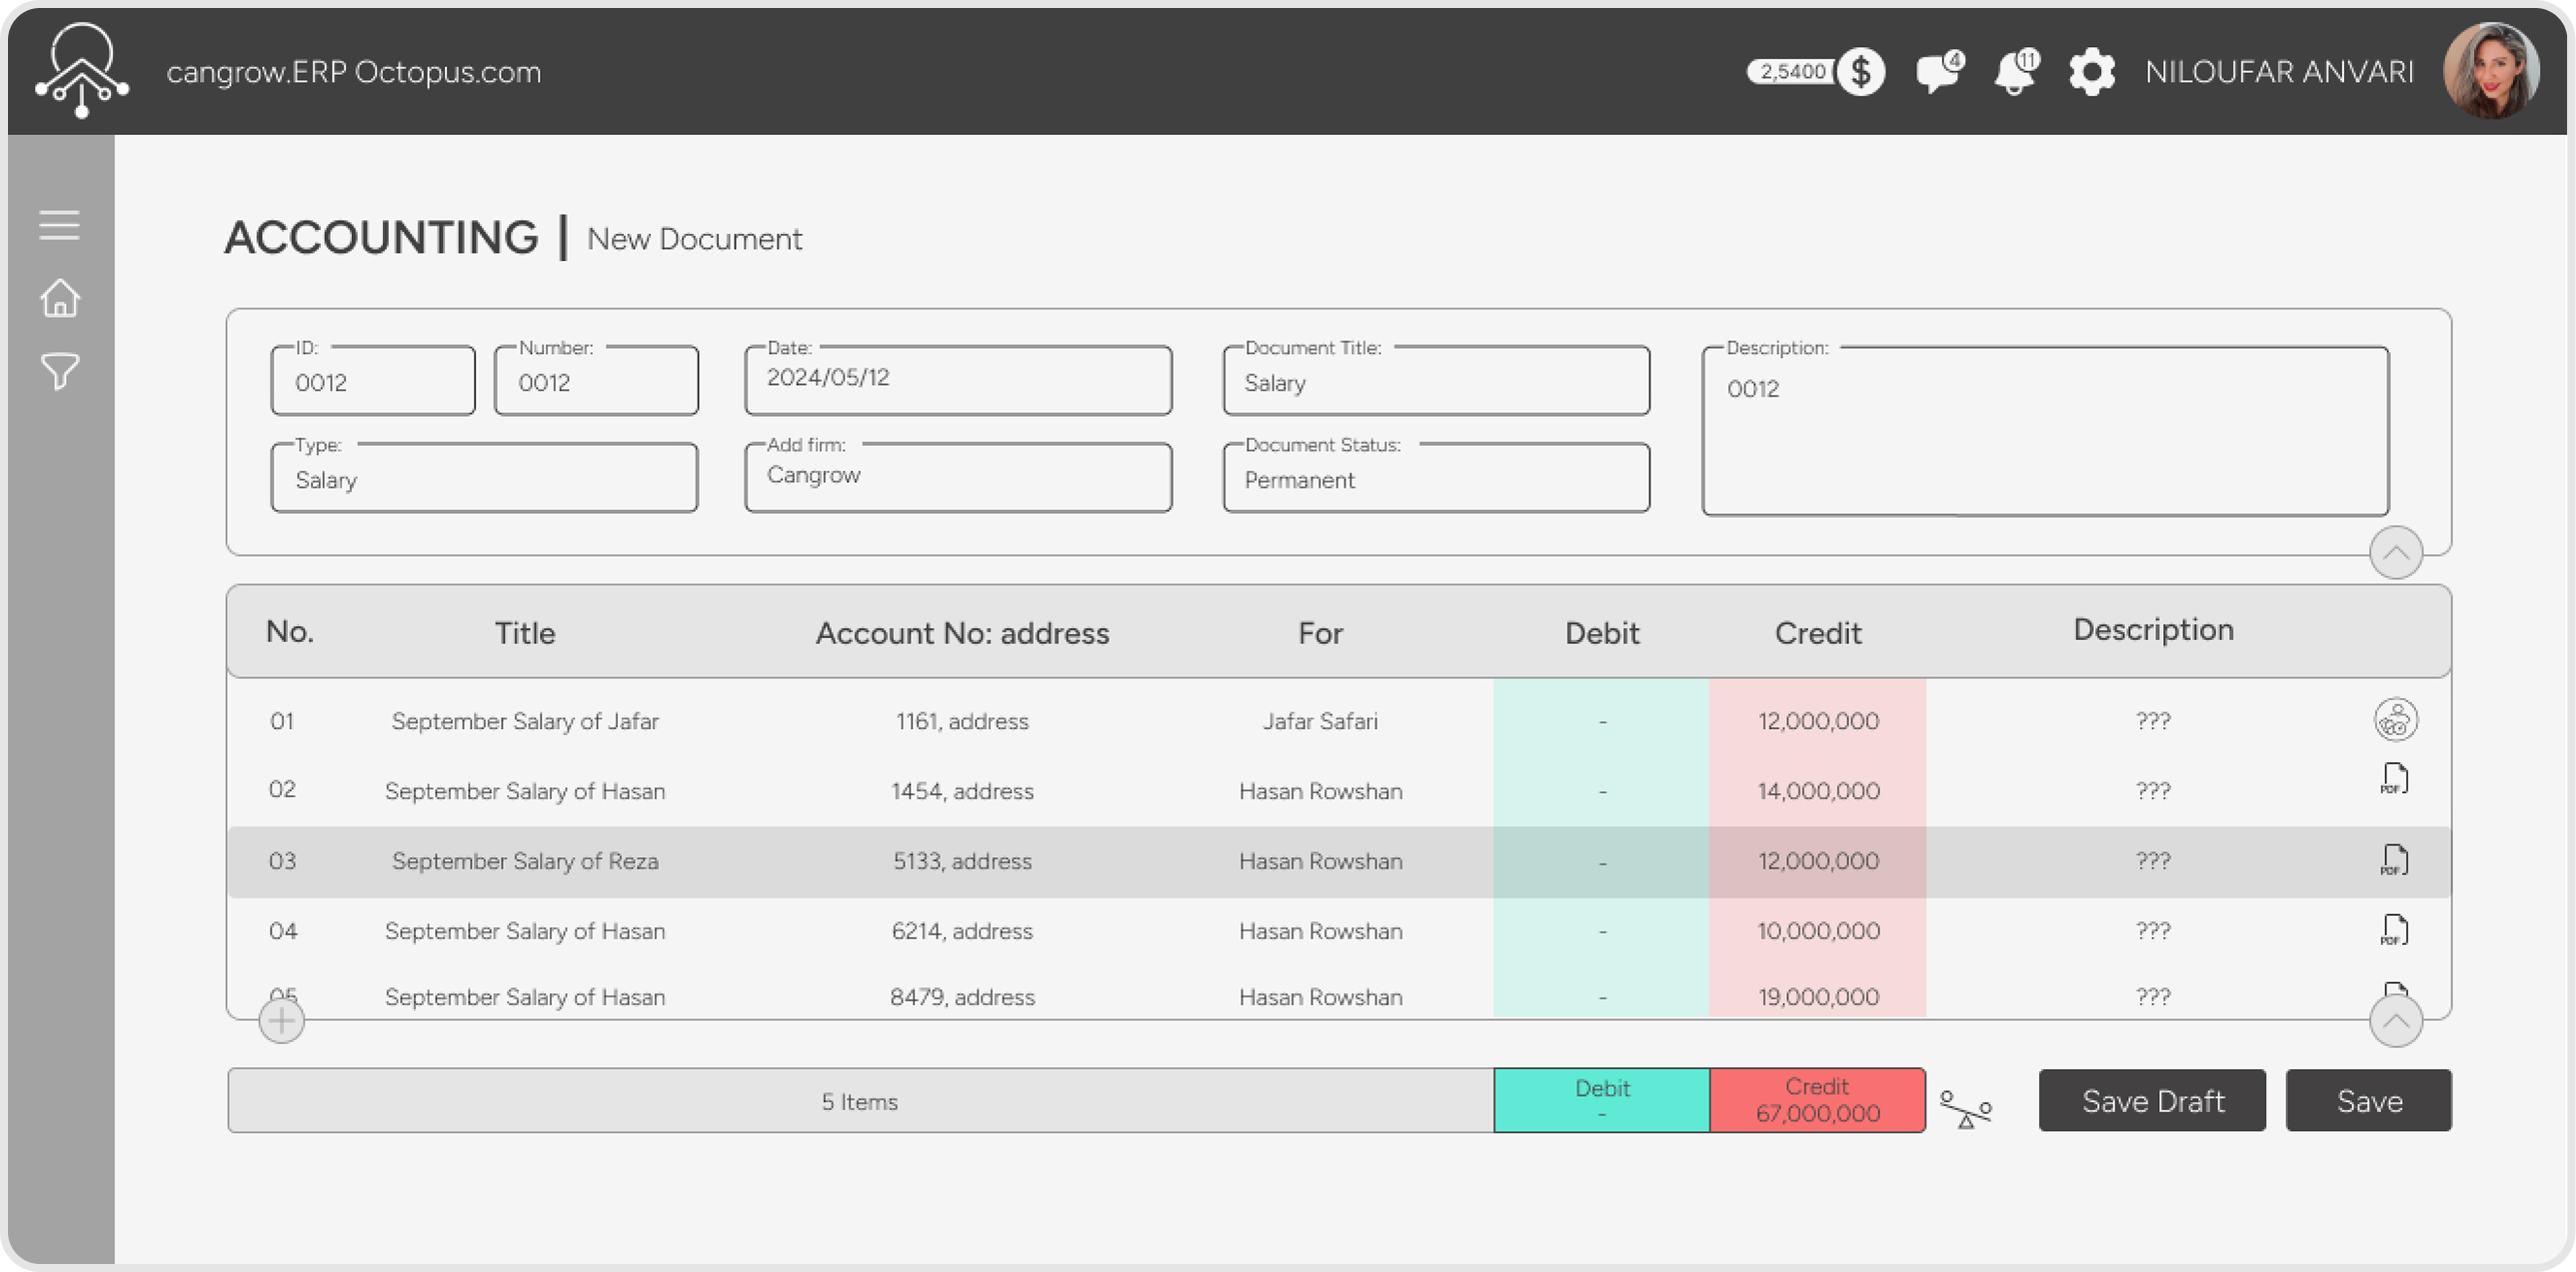 cangrow.ERP Octopus.com
2,5400
$
4
11
NILOUFAR ANVARI
ACCOUNTING | New Document
ID:
0012
Number:
0012
Date:
2024/05/12
Document Title:
Salary
Description:
0012
Type:
Salary
Add firm:
Cangrow
Document Status:
Permanent
No. Title Account No: address For Debit Credit Description
01 September Salary of Jafar 1161, address Jafar Safari - 12,000,000 ???
02 September Salary of Hasan 1454, address Hasan Rowshan - 14,000,000 ??? PDF
03 September Salary of Reza 5133, address Hasan Rowshan - 12,000,000 ??? PDF
04 September Salary of Hasan 6214, address Hasan Rowshan - 10,000,000 ??? PDF
05 September Salary of Hasan 8479, address Hasan Rowshan - 19,000,000 ???
5 Items
Debit
-
Credit
67,000,000
Save Draft
Save